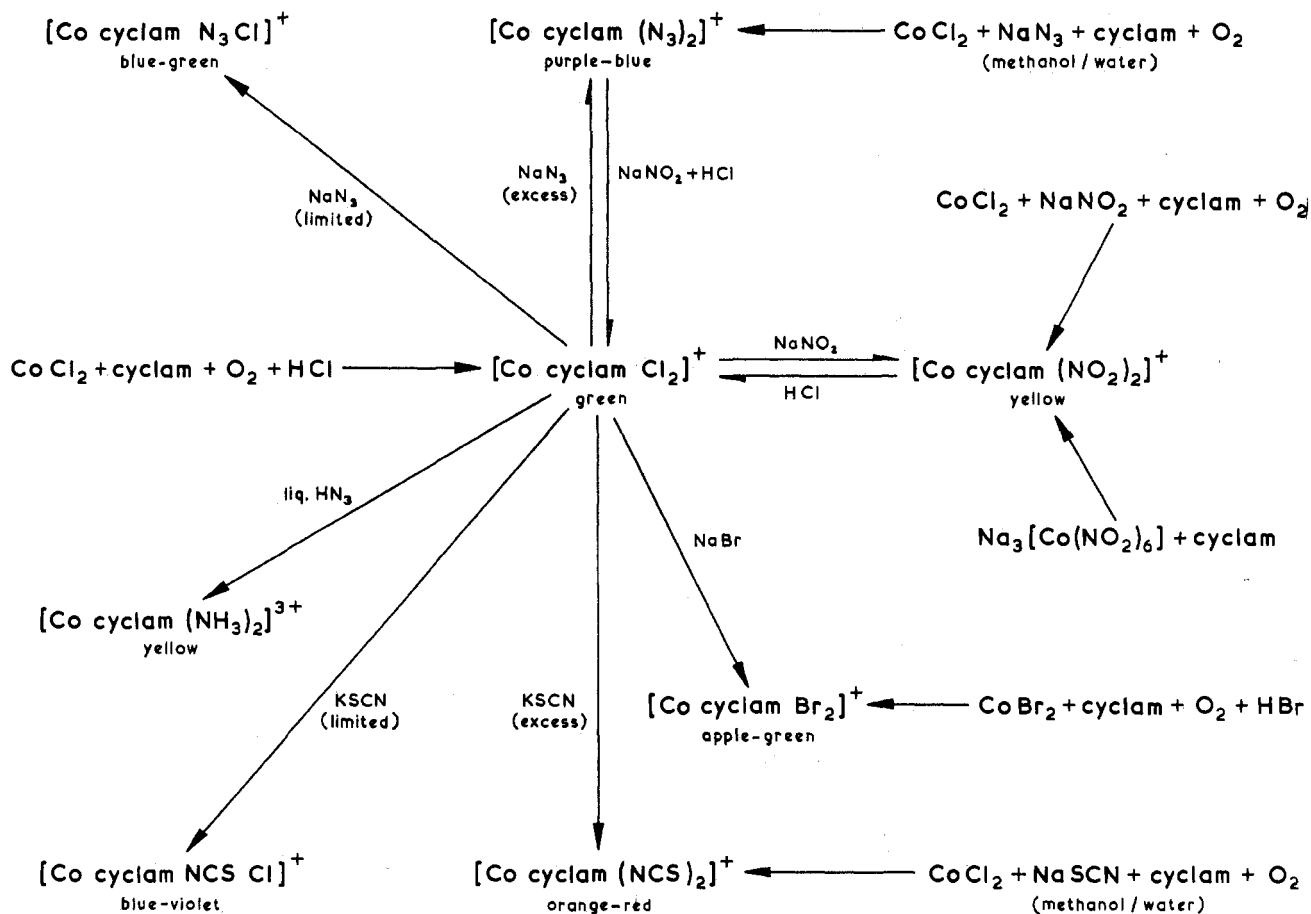 [Co cyclam N₃Cl]⁺
blue-green
[Co cyclam (N₃)₂]⁺
purple-blue
CoCl₂ + NaN₃ + cyclam + O₂
(methanol/water)
NaN₃
(limited)
NaN₃
(excess)
NaNO₂ + HCl
CoCl₂ + NaNO₂ + cyclam + O₂
CoCl₂ + cyclam + O₂ + HCl
[Co cyclam Cl₂]⁺
green
NaNO₂
HCl
[Co cyclam (NO₂)₂]⁺
yellow
liq. HN₃
NaBr
Na₃[Co(NO₂)₆] + cyclam
[Co cyclam (NH₃)₂]³⁺
yellow
KSCN
(limited)
KSCN
(excess)
[Co cyclam Br₂]⁺
apple-green
CoBr₂ + cyclam + O₂ + HBr
[Co cyclam NCS Cl]⁺
blue-violet
[Co cyclam (NCS)₂]⁺
orange-red
CoCl₂ + NaSCN + cyclam + O₂
(methanol/water)